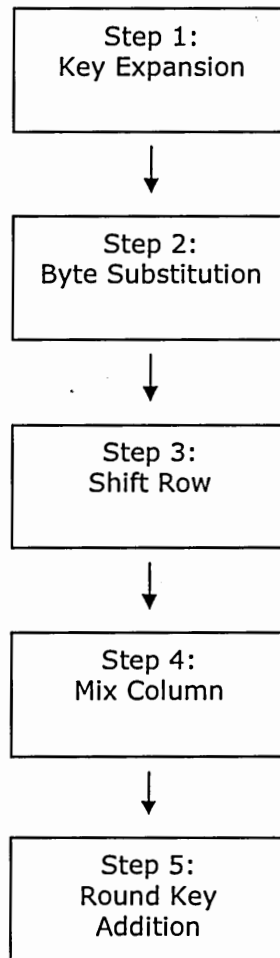 Step 1:
Key Expansion
Step 2:
Byte Substitution
Step 3:
Shift Row
Step 4:
Mix Column
Step 5:
Round Key
Addition